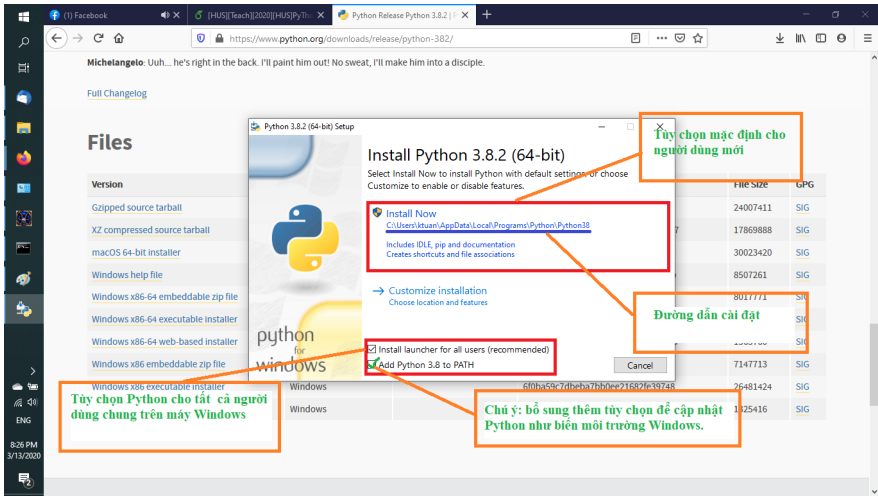 (1) Facebook
[HUS][Teach][2020][HUS]PyTh
Python Release Python 3.8.2 | P
https://www.python.org/downloads/release/python-382/
Michelangelo: Uuh... he's right in the back. I'll paint him out! No sweat, I'll make him into a disciple.
Full Changelog
Files
Version
File Size
GPG
Gzipped source tarball
24007411
SIG
XZ compressed source tarball
17869888
SIG
macOS 64-bit installer
30023420
SIG
Windows help file
8507261
SIG
Windows x86-64 embeddable zip file
8017771
SIG
Windows x86-64 executable installer
Windows x86-64 web-based installer
SIG
Windows x86 embeddable zip file
7147713
SIG
Windows x86 executable installer
Windows
6f0ba59c7dbeba7bb0ee21682fe39748
26481424
SIG
Windows
1325416
SIG
Python 3.8.2 (64-bit) Setup
Install Python 3.8.2 (64-bit)
Select Install Now to install Python with default settings, or choose
Customize to enable or disable features.
Install Now
C:\Users\ktuan\AppData\Local\Programs\Python\Python38
Includes IDLE, pip and documentation
Creates shortcuts and file associations
Customize installation
Choose location and features
Install launcher for all users (recommended)
Add Python 3.8 to PATH
Cancel
python
for
windows
Tùy chọn mặc định cho
người dùng mới
Đường dẫn cài đặt
Tùy chọn Python cho tất cả người
dùng chung trên máy Windows
Chú ý: bổ sung thêm tùy chọn để cập nhật
Python như biến môi trường Windows.
ENG
8:26 PM
3/13/2020
2